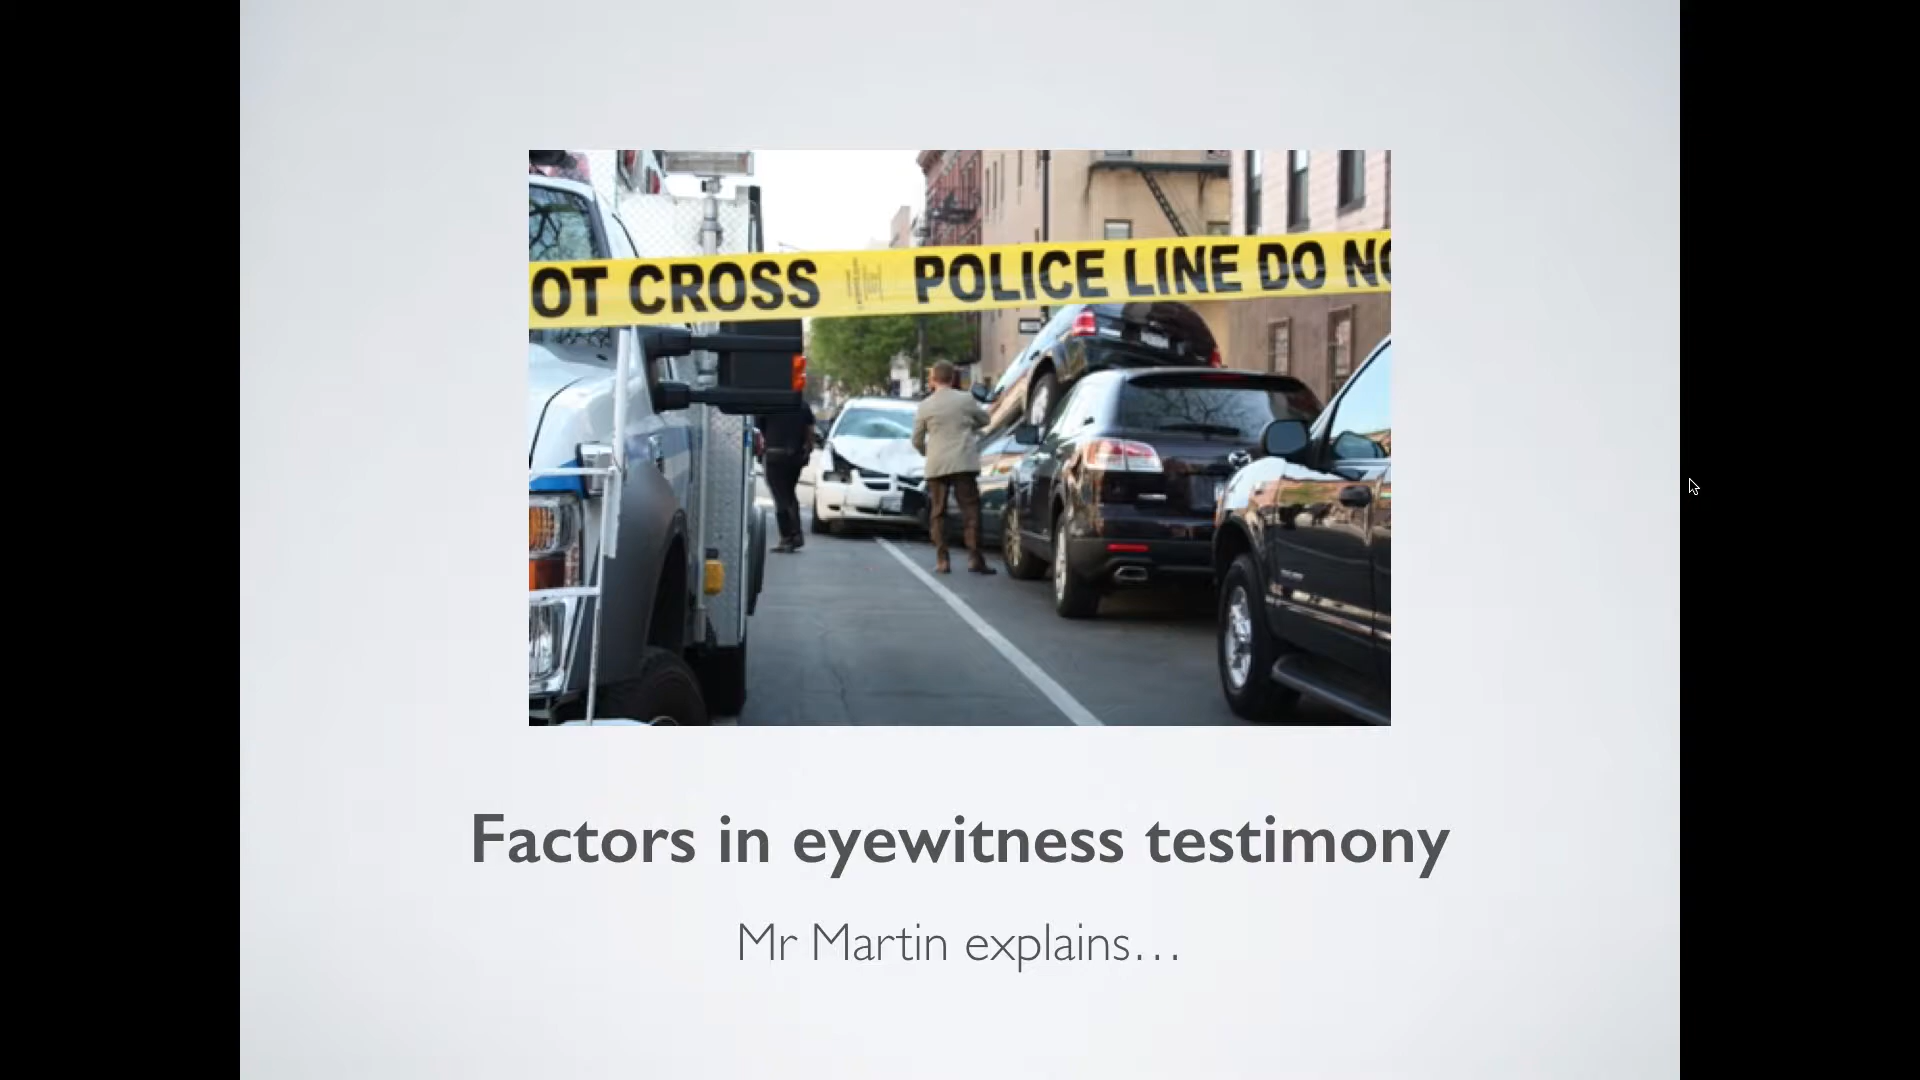 OT CROSS POLICE LINE DO NO
Factors in eyewitness testimony
Mr Martin explains…